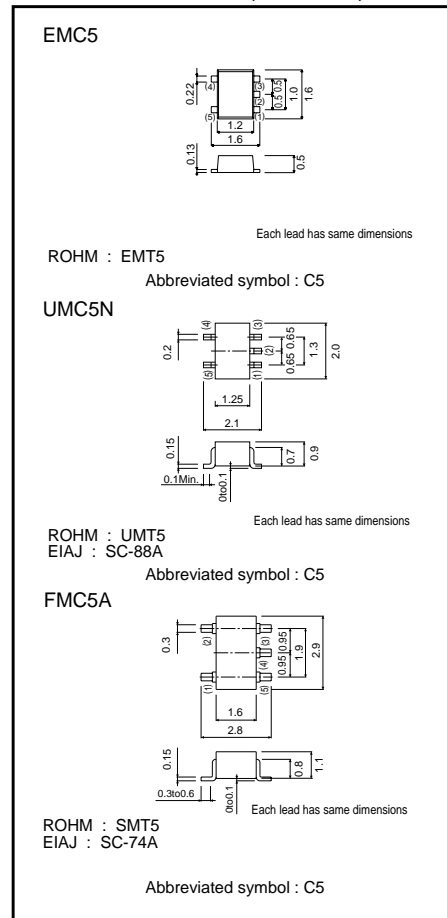 EMC5
0.22
(4)
(3)
(2)
(5)
(1)
0.5 0.5
1.0
1.6
1.2
1.6
0.13
0.5
Each lead has same dimensions
ROHM : EMT5
Abbreviated symbol : C5
UMC5N
0.2
(4)
(3)
(2)
(5)
(1)
0.65 0.65
1.3
2.0
1.25
2.1
0.15
0.1Min.
0to0.1
0.7
0.9
Each lead has same dimensions
ROHM : UMT5
EIAJ : SC-88A
Abbreviated symbol : C5
FMC5A
0.3
(2)
(3)
(4)
(1)
(5)
0.95 0.95
1.9
2.9
1.6
2.8
0.15
0.3to0.6
0to0.1
0.8
1.1
Each lead has same dimensions
ROHM : SMT5
EIAJ : SC-74A
Abbreviated symbol : C5